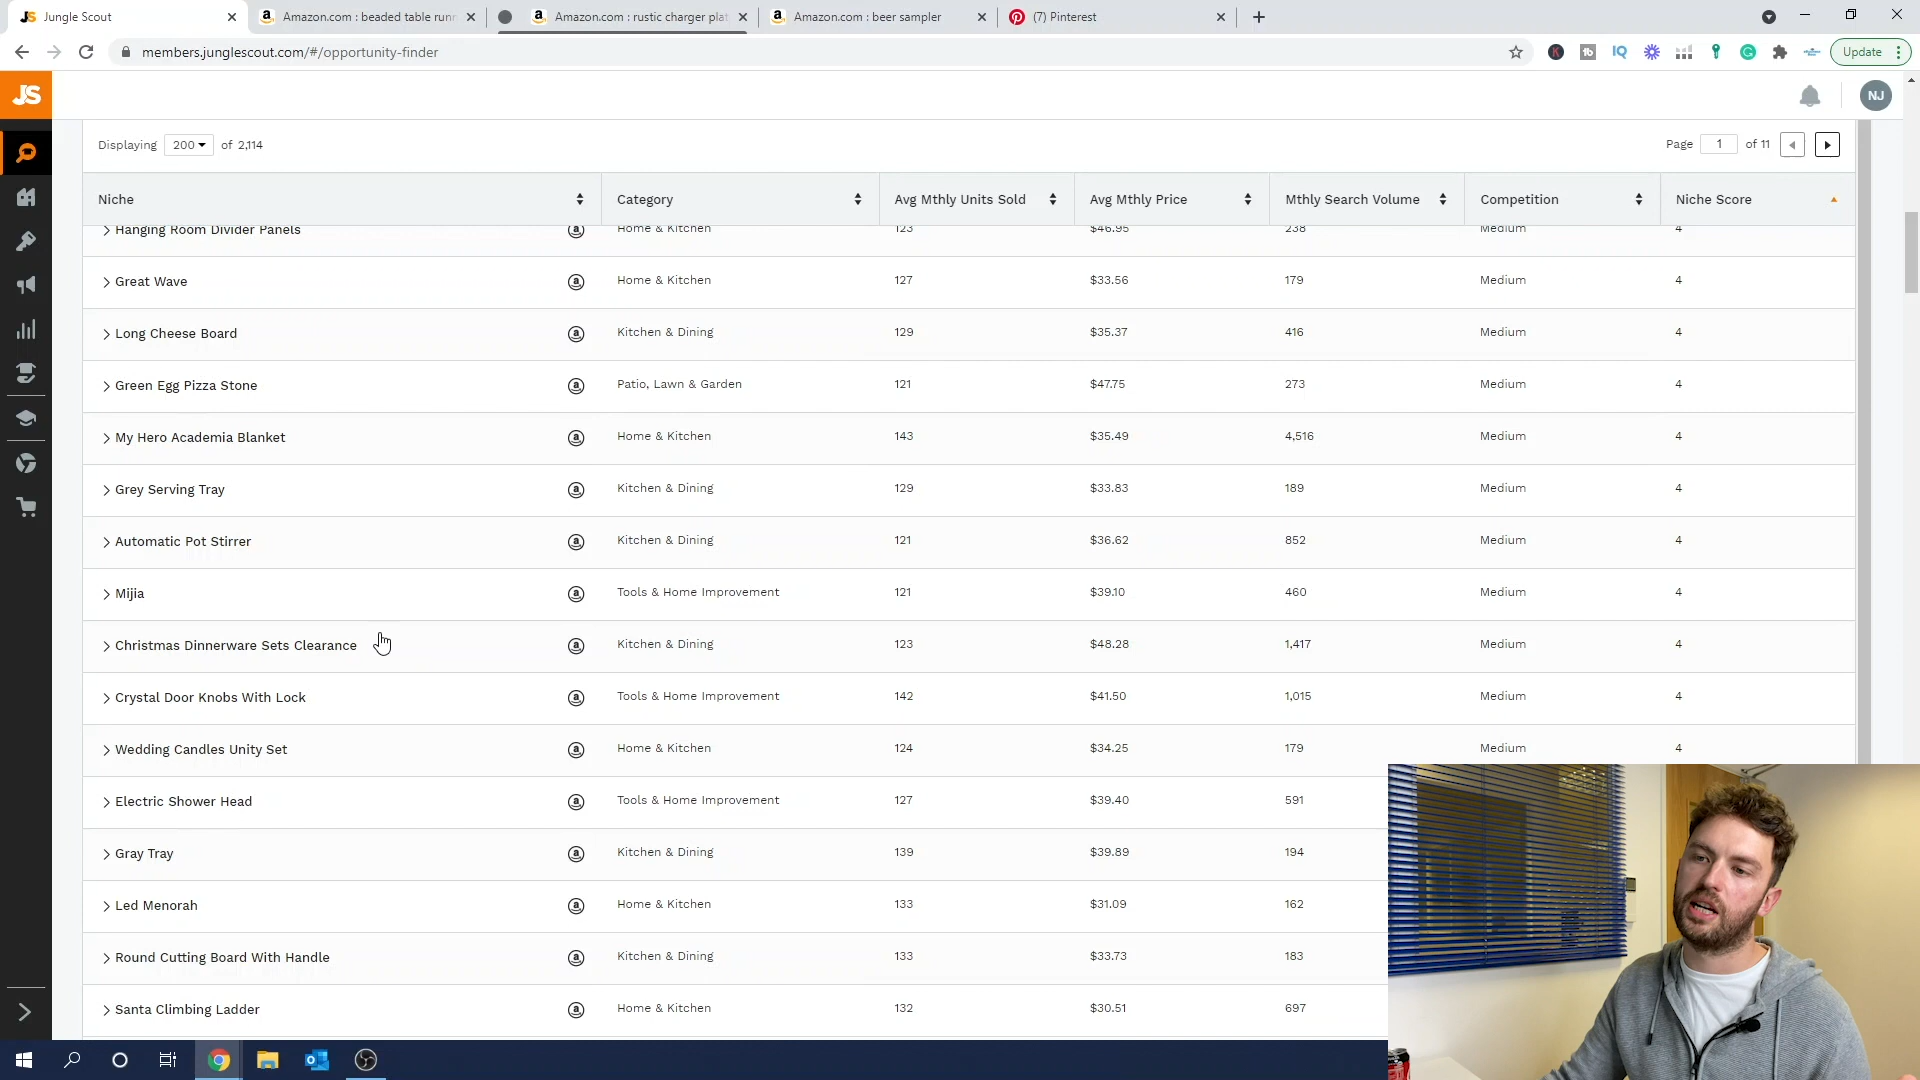 Jungle Scout
Amazon.com : beaded table runn
Amazon.com : rustic charger plat
Amazon.com : beer sampler
(7) Pinterest
members.junglescout.com/#/opportunity-finder
Update
JS
NJ
Displaying 200 of 2,114
Page 1 of 11
Niche Category Avg Mthly Units Sold Avg Mthly Price Mthly Search Volume Competition Niche Score
Hanging Room Divider Panels Home & Kitchen 123 $46.95 238 Medium 4
Great Wave Home & Kitchen 127 $33.56 179 Medium 4
Long Cheese Board Kitchen & Dining 129 $35.37 416 Medium 4
Green Egg Pizza Stone Patio, Lawn & Garden 121 $47.75 273 Medium 4
My Hero Academia Blanket Home & Kitchen 143 $35.49 4,516 Medium 4
Grey Serving Tray Kitchen & Dining 129 $33.83 189 Medium 4
Automatic Pot Stirrer Kitchen & Dining 121 $36.62 852 Medium 4
Mijia Tools & Home Improvement 121 $39.10 460 Medium 4
Christmas Dinnerware Sets Clearance Kitchen & Dining 123 $48.28 1,417 Medium 4
Crystal Door Knobs With Lock Tools & Home Improvement 142 $41.50 1,015 Medium 4
Wedding Candles Unity Set Home & Kitchen 124 $34.25 179 Medium 4
Electric Shower Head Tools & Home Improvement 127 $39.40 591
Gray Tray Kitchen & Dining 139 $39.89 194
Led Menorah Home & Kitchen 133 $31.09 162
Round Cutting Board With Handle Kitchen & Dining 133 $33.73 183
Santa Climbing Ladder Home & Kitchen 132 $30.51 697